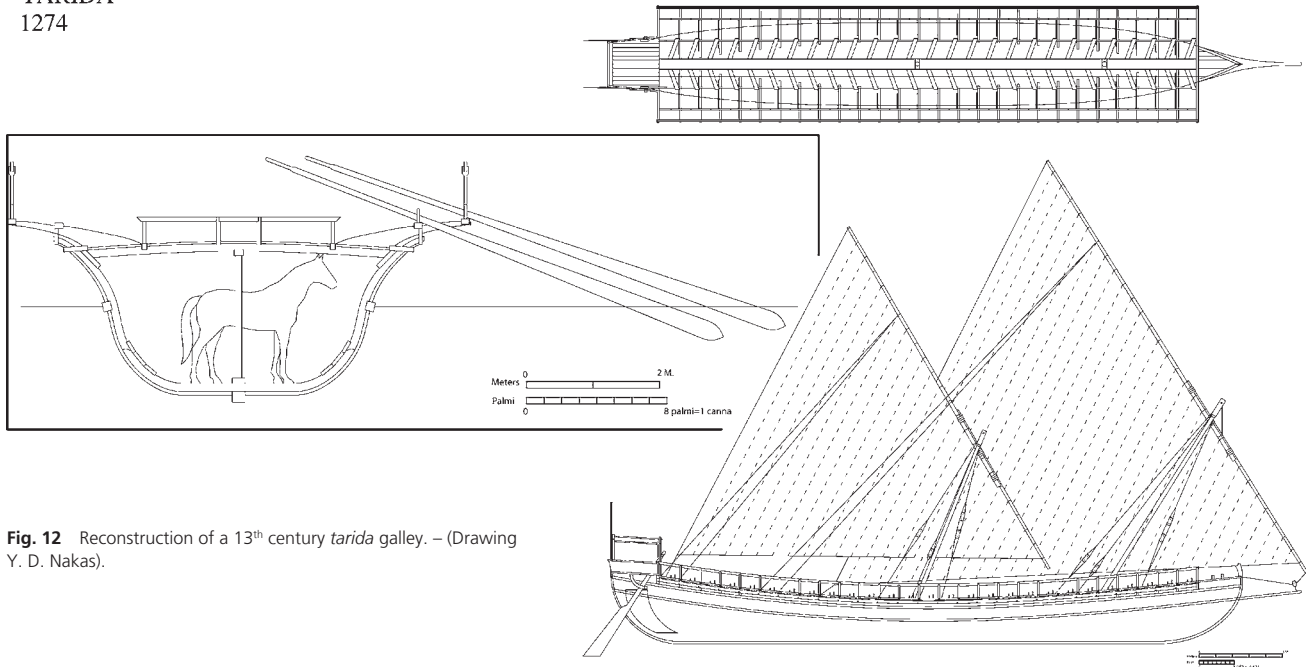 TARIDA
1274
Meters 0 2 M.
Palmi 0 8 palmi=1 canna
Fig. 12 Reconstruction of a 13th century tarida galley. – (Drawing
Y. D. Nakas).